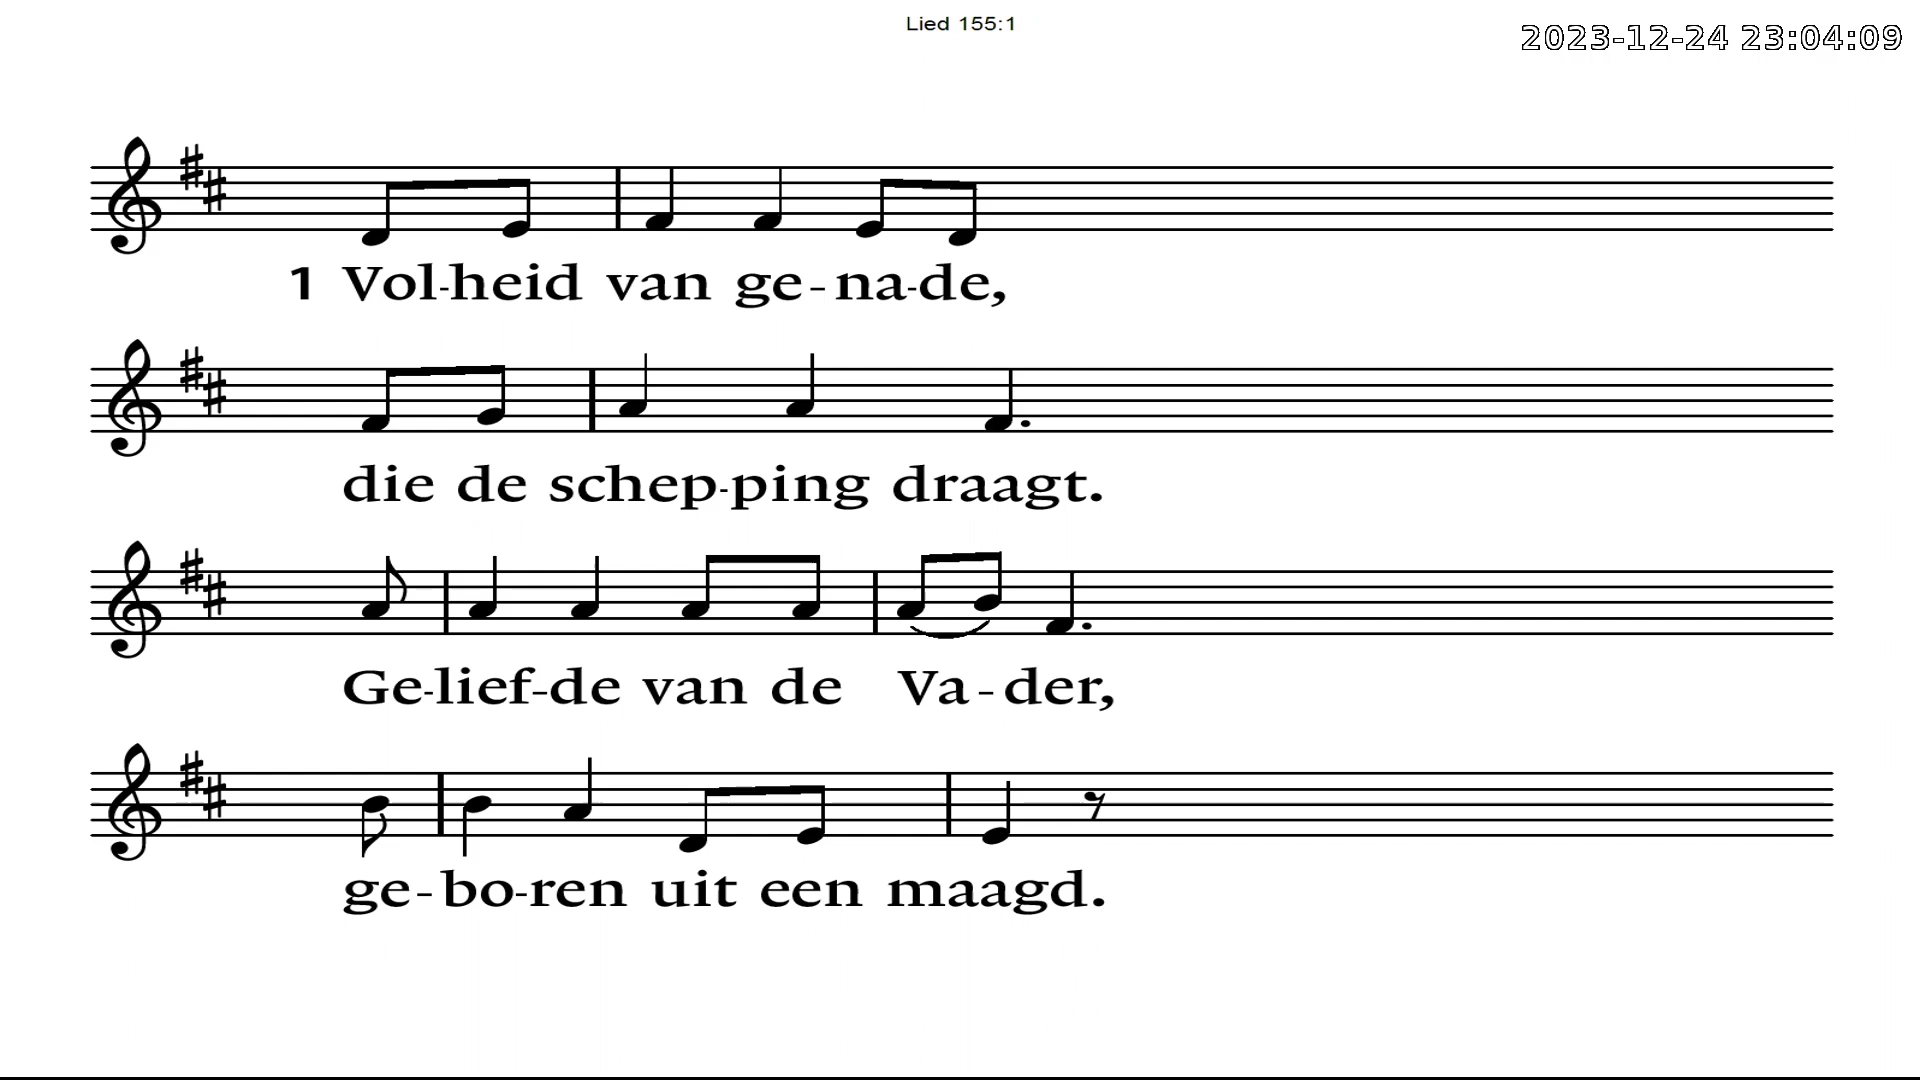 Lied 155:1
2023-12-24 23:04:09
1 Vol-heid van ge-na-de,
die de schep-ping draagt.
Ge-lief-de van de Va-der,
ge-bo-ren uit een maagd.